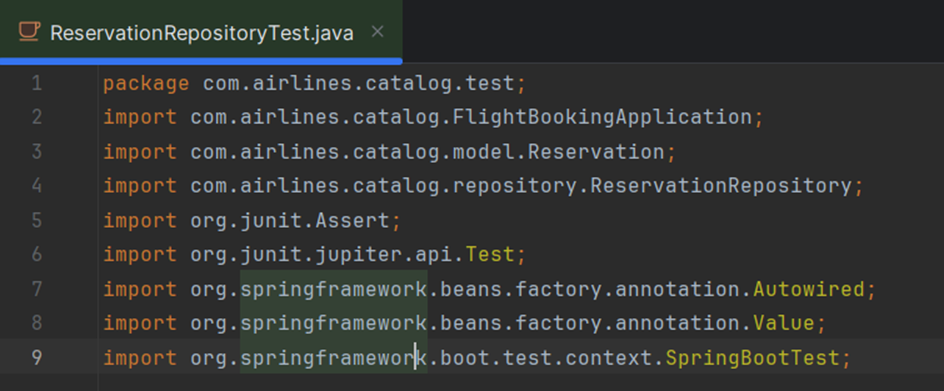 ReservationRepositoryTest.java
1 package com.airlines.catalog.test;
2 import com.airlines.catalog.FlightBookingApplication;
3 import com.airlines.catalog.model.Reservation;
4 import com.airlines.catalog.repository.ReservationRepository;
5 import org.junit.Assert;
6 import org.junit.jupiter.api.Test;
7 import org.springframework.beans.factory.annotation.Autowired;
8 import org.springframework.beans.factory.annotation.Value;
9 import org.springframework.boot.test.context.SpringBootTest;